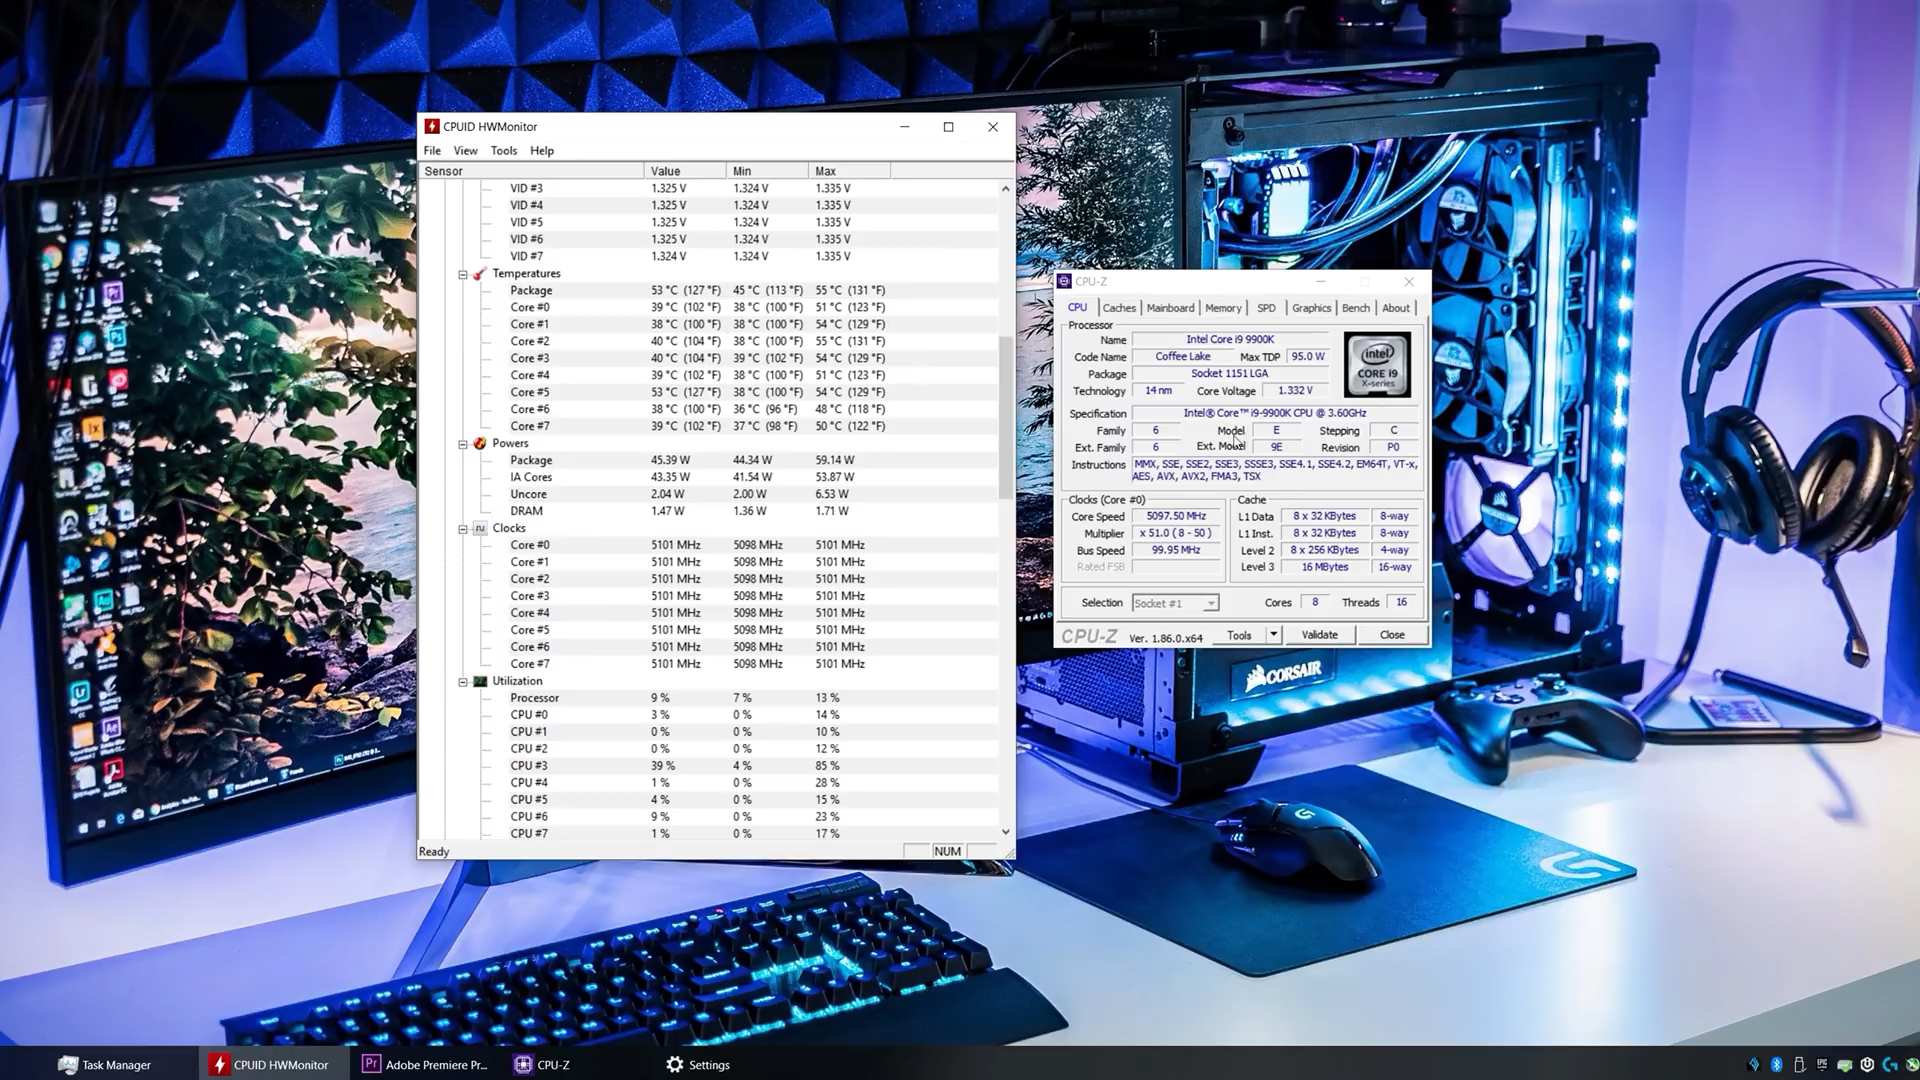 CPUID HWMonitor
File View Tools Help
Sensor Value Min Max
VID #3 1.325 V 1.324 V 1.335 V
VID #4 1.325 V 1.324 V 1.335 V
VID #5 1.325 V 1.324 V 1.335 V
VID #6 1.325 V 1.324 V 1.335 V
VID #7 1.324 V 1.324 V 1.335 V
Temperatures
Package 53 °C (127 °F) 45 °C (113 °F) 55 °C (131 °F)
Core #0 39 °C (102 °F) 38 °C (100 °F) 54 °C (129 °F)
Core #1 38 °C (100 °F) 38 °C (100 °F) 54 °C (129 °F)
Core #2 40 °C (104 °F) 38 °C (100 °F) 55 °C (131 °F)
Core #3 40 °C (104 °F) 39 °C (102 °F) 54 °C (129 °F)
Core #4 39 °C (102 °F) 38 °C (100 °F) 51 °C (123 °F)
Core #5 53 °C (127 °F) 38 °C (100 °F) 54 °C (129 °F)
Core #6 38 °C (100 °F) 36 °C (96 °F) 48 °C (118 °F)
Core #7 39 °C (102 °F) 37 °C (98 °F) 50 °C (122 °F)
Powers
Package 45.39 W 44.34 W 59.14 W
IA Cores 43.35 W 41.54 W 53.87 W
Uncore 2.04 W 2.00 W 6.53 W
DRAM 1.47 W 1.36 W 1.71 W
Clocks
Core #0 5101 MHz 5098 MHz 5101 MHz
Core #1 5101 MHz 5098 MHz 5101 MHz
Core #2 5101 MHz 5098 MHz 5101 MHz
Core #3 5101 MHz 5098 MHz 5101 MHz
Core #4 5101 MHz 5098 MHz 5101 MHz
Core #5 5101 MHz 5098 MHz 5101 MHz
Core #6 5101 MHz 5098 MHz 5101 MHz
Core #7 5101 MHz 5098 MHz 5101 MHz
Utilization
Processor 9 % 7 % 13 %
CPU #0 3 % 0 % 14 %
CPU #1 0 % 0 % 10 %
CPU #2 0 % 0 % 12 %
CPU #3 39 % 4 % 85 %
CPU #4 1 % 0 % 28 %
CPU #5 4 % 0 % 15 %
CPU #6 9 % 0 % 23 %
CPU #7 1 % 0 % 17 %
Ready NUM
CPU-Z
CPU Caches Mainboard Memory SPD Graphics Bench About
Processor
Name Intel Core i9 9900K
Code Name Coffee Lake Max TDP 95.0 W
Package Socket 1151 LGA
Technology 14 nm Core Voltage 1.332 V
intel
CORE i9
X-series
Specification Intel® Core™ i9-9900K CPU @ 3.60GHz
Family 6 Model E Stepping C
Ext. Family 6 Ext. Model 9E Revision P0
Instructions MMX, SSE, SSE2, SSE3, SSSE3, SSE4.1, SSE4.2, EM64T, VT-x,
AES, AVX, AVX2, FMA3, TSX
Clocks (Core #0) Cache
Core Speed 5097.50 MHz L1 Data 8 x 32 KBytes 8-way
Multiplier x 51.0 ( 8 - 50 ) L1 Inst. 8 x 32 KBytes 8-way
Bus Speed 99.95 MHz Level 2 8 x 256 KBytes 4-way
Rated FSB Level 3 16 MBytes 16-way
Selection Socket #1 Cores 8 Threads 16
CPU-Z Ver. 1.86.0.x64 Tools Validate Close
CORSAIR
Task Manager CPUID HWMonitor Pr Adobe Premiere Pr... CPU-Z Settings